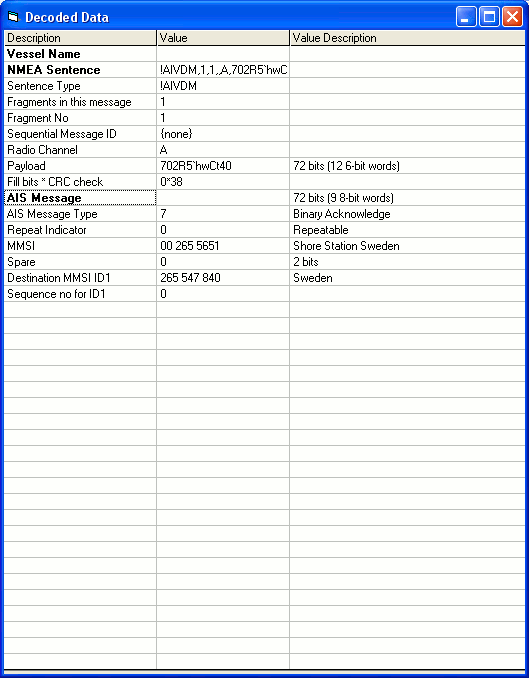 Decoded Data
Description Value Value Description
Vessel Name
NMEA Sentence !AIVDM,1,1,,A,702R5`hwC
Sentence Type !AIVDM
Fragments in this message 1
Fragment No 1
Sequential Message ID {none}
Radio Channel A
Payload 702R5`hwCt40 72 bits (12 6-bit words)
Fill bits * CRC check 0*38
AIS Message 72 bits (9 8-bit words)
AIS Message Type 7 Binary Acknowledge
Repeat Indicator 0 Repeatable
MMSI 00 265 5651 Shore Station Sweden
Spare 0 2 bits
Destination MMSI ID1 265 547 840 Sweden
Sequence no for ID1 0